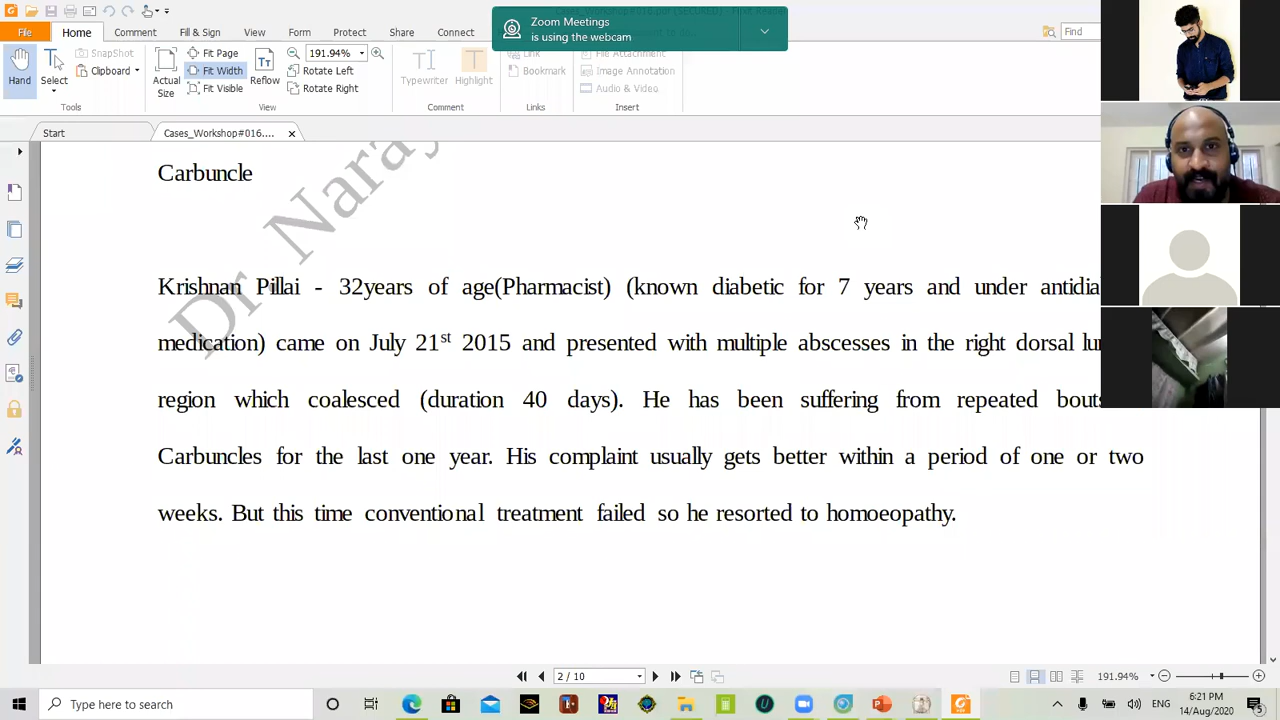 Zoom Meetings
is using the webcam
File Home Comment Fill & Sign View Form Protect Share Connect Find
SnapShot Fit Page 191.94% File Attachment
Hand Select Clipboard Actual Size Fit Width Reflow Rotate Left Typewriter Highlight Link Bookmark Image Annotation
Fit Visible Rotate Right Audio & Video
Tools View Comment Links Insert
Start Cases_Workshop#016....
Carbuncle
Krishnan Pillai - 32years of age(Pharmacist) (known diabetic for 7 years and under
medication) came on July 21st 2015 and presented with multiple abscesses in the right dorsal
region which coalesced (duration 40 days). He has been suffering from repeated bouts
Carbuncles for the last one year. His complaint usually gets better within a period of one or two
weeks. But this time conventional treatment failed so he resorted to homoeopathy.
Dr.
2 / 10 191.94%
Type here to search ENG 6:21 PM
14/Aug/2020 5